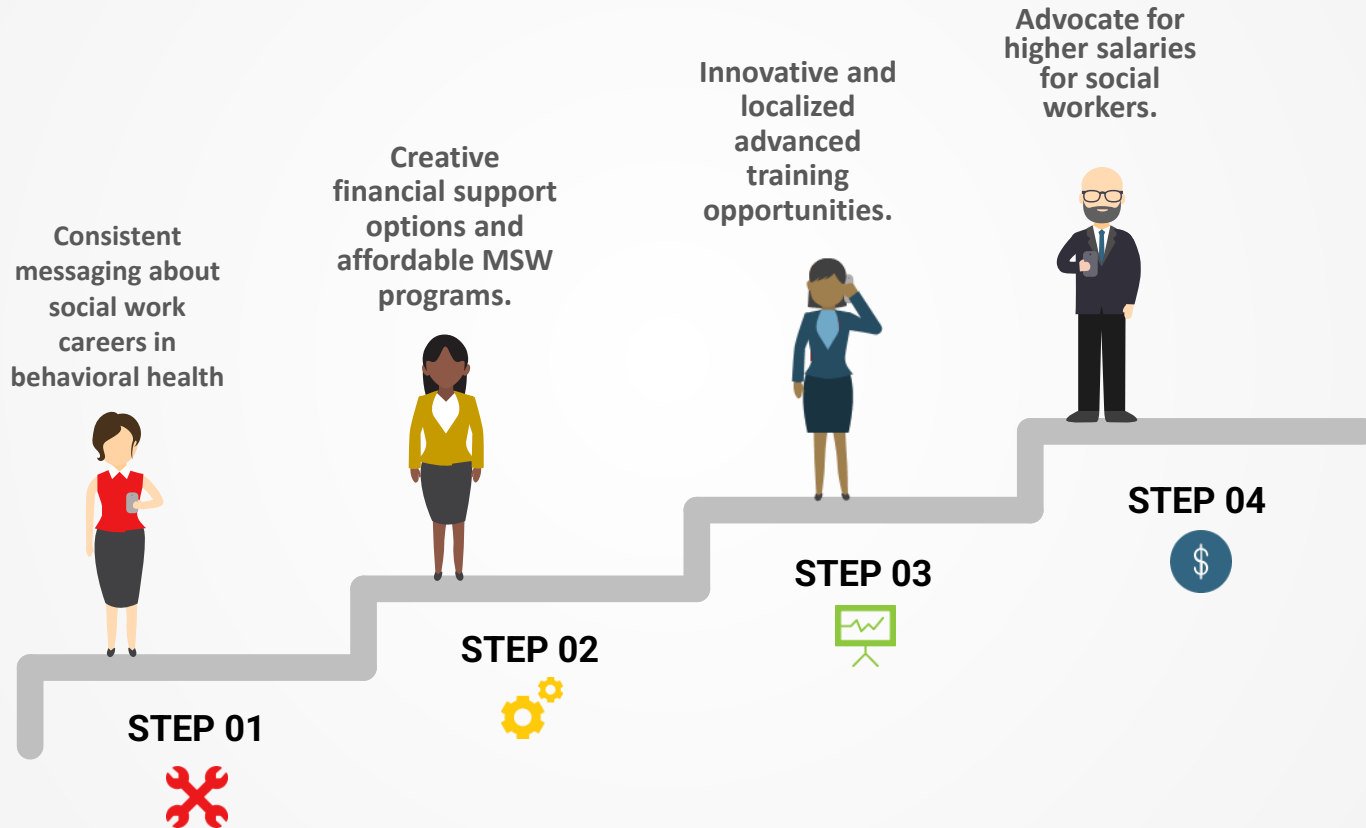 Consistent
messaging about
social work
careers in
behavioral health
STEP 01
Creative
financial support
options and
affordable MSW
programs.
STEP 02
Innovative and
localized
advanced
training
opportunities.
STEP 03
Advocate for
higher salaries
for social
workers.
STEP 04
$